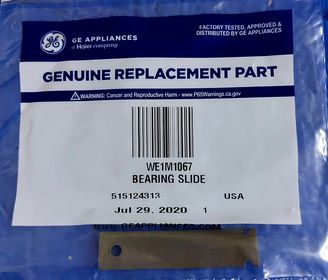 GE APPLIANCES
a Haier company
FACTORY TESTED, APPROVED &
DISTRIBUTED BY GE APPLIANCES
GENUINE REPLACEMENT PART
⚠WARNING: Cancer and Reproductive Harm - www.P65Warnings.ca.gov
WE1M1067
BEARING SLIDE
515124313 USA
Jul 29, 2020 1
WWW.GEAPPLIANCES.COM